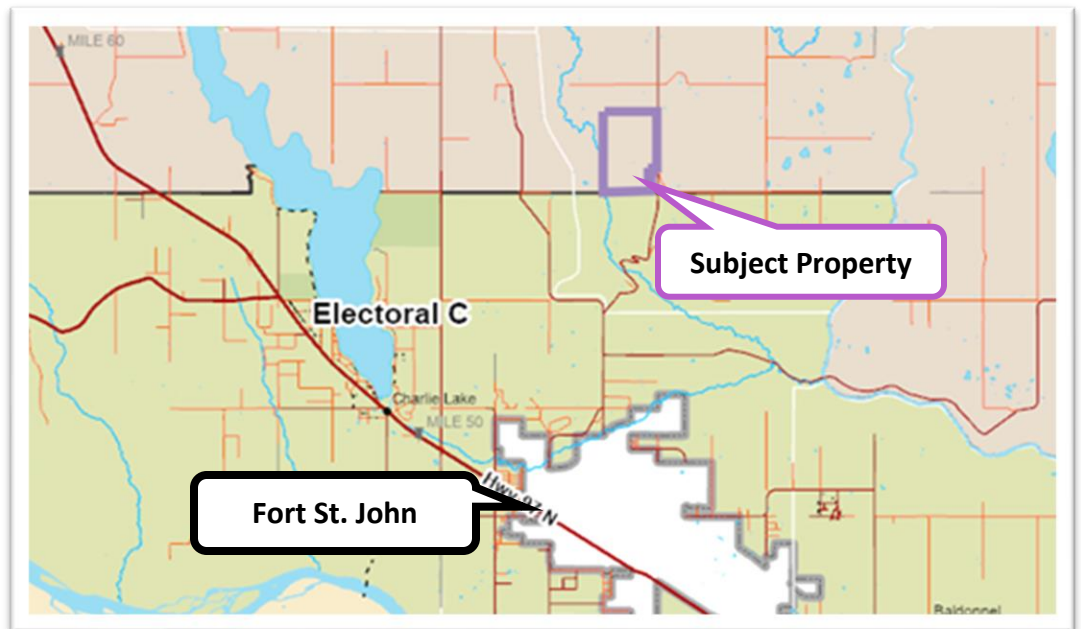 MILE 60
Subject Property
Electoral C
Charlie Lake
MILE 50
Hwy 97 N
Fort St. John
Baldonnel